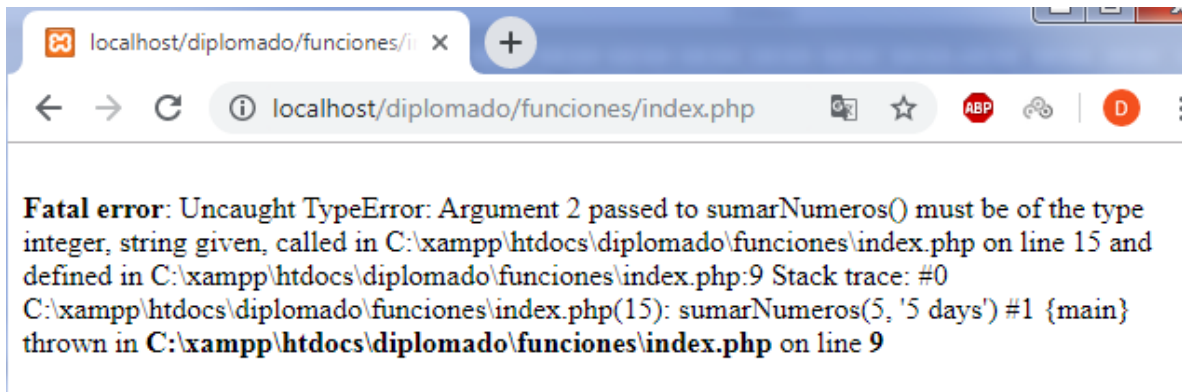 localhost/diplomado/funciones/i
localhost/diplomado/funciones/index.php
ABP
D
Fatal error: Uncaught TypeError: Argument 2 passed to sumarNumeros() must be of the type
integer, string given, called in C:\xampp\htdocs\diplomado\funciones\index.php on line 15 and
defined in C:\xampp\htdocs\diplomado\funciones\index.php:9 Stack trace: #0
C:\xampp\htdocs\diplomado\funciones\index.php(15): sumarNumeros(5, '5 days') #1 {main}
thrown in C:\xampp\htdocs\diplomado\funciones\index.php on line 9